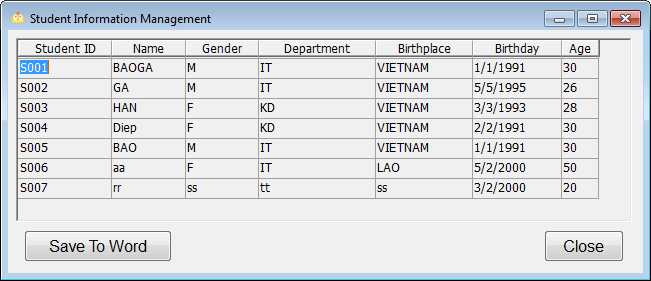 Student Information Management
Student ID Name Gender Department Birthplace Birthday Age
S001 BAOGA M IT VIETNAM 1/1/1991 30
S002 GA M IT VIETNAM 5/5/1995 26
S003 HAN F KD VIETNAM 3/3/1993 28
S004 Diep F KD VIETNAM 2/2/1991 30
S005 BAO M IT VIETNAM 1/1/1991 30
S006 aa F IT LAO 5/2/2000 50
S007 rr ss tt ss 3/2/2000 20
Save To Word Close